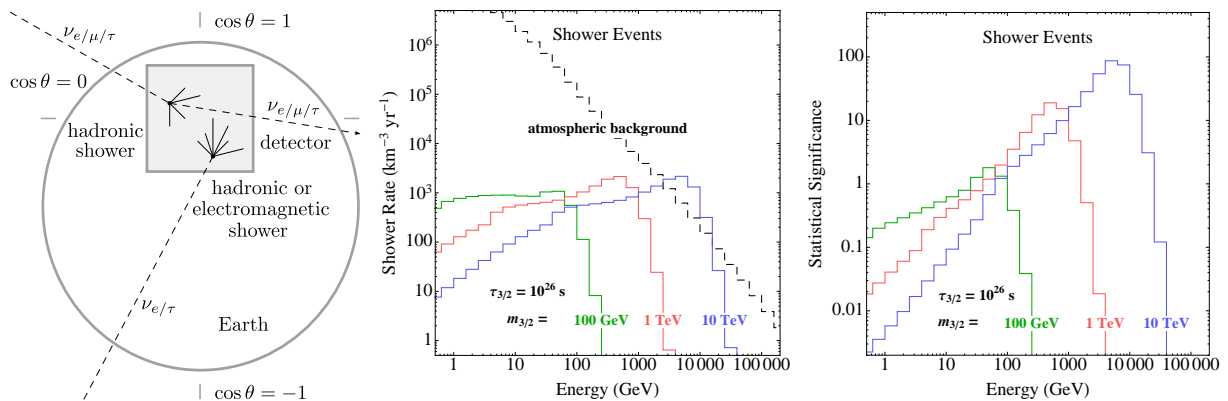 cos θ = 1
ν_{e/μ/τ}
cos θ = 0
ν_{e/μ/τ}
hadronic
shower
detector
hadronic or
electromagnetic
shower
ν_{e/τ}
Earth
cos θ = −1
Shower Events
atmospheric background
τ_{3/2} = 10^{26} s
m_{3/2} = 100 GeV 1 TeV 10 TeV
Shower Rate (km^{-3} yr^{-1})
10^6
10^5
10^4
10^3
100
10
1
1 10 100 1000 10 000 100 000
Energy (GeV)
Shower Events
τ_{3/2} = 10^{26} s
m_{3/2} = 100 GeV 1 TeV 10 TeV
Statistical Significance
100
10
1
0.1
0.01
1 10 100 1000 10 000 100 000
Energy (GeV)